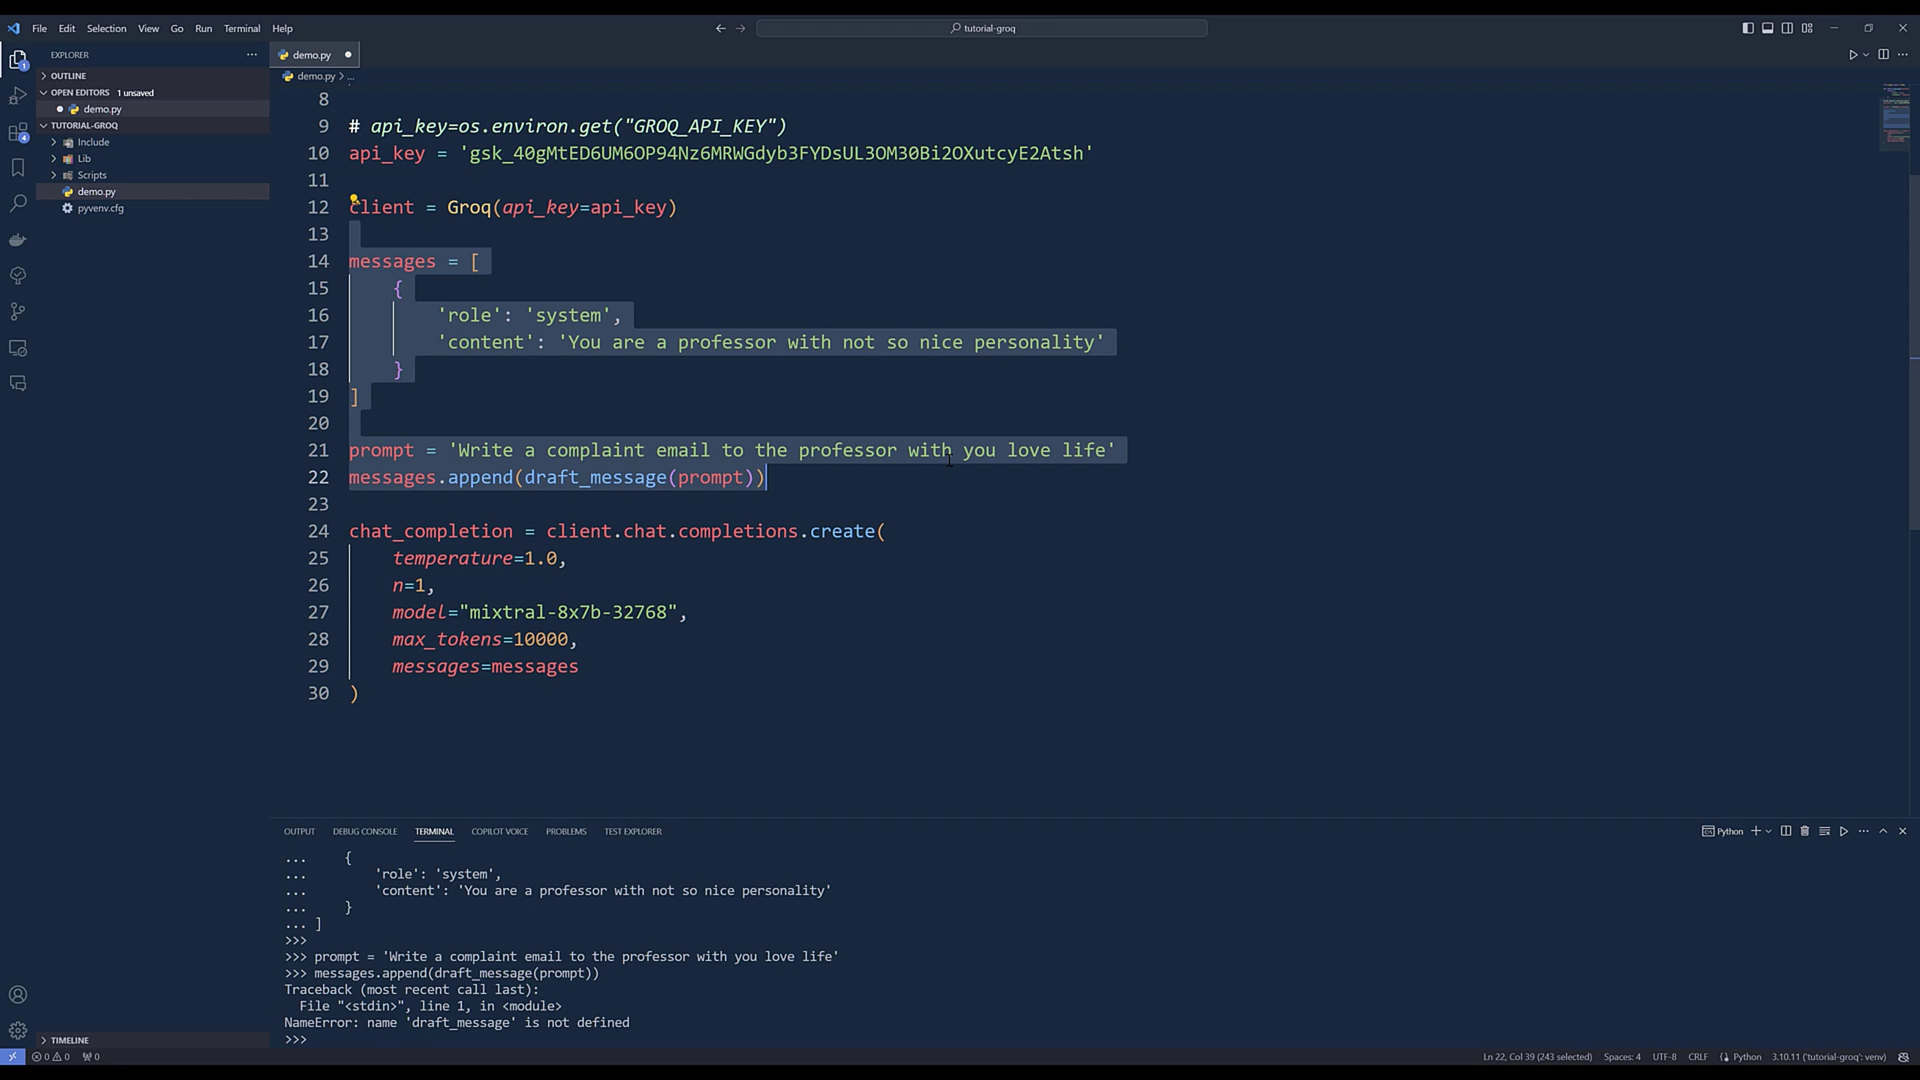 File Edit Selection View Go Run Terminal Help
tutorial-groq
EXPLORER
OUTLINE
OPEN EDITORS 1 unsaved
demo.py
TUTORIAL-GROQ
Include
Lib
Scripts
demo.py
pyvenv.cfg
TIMELINE
demo.py
demo.py > ...
8
9 # api_key=os.environ.get("GROQ_API_KEY")
10 api_key = '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'
11
12 client = Groq(api_key=api_key)
13
14 messages = [
15 {
16 'role': 'system',
17 'content': 'You are a professor with not so nice personality'
18 }
19 ]
20
21 prompt = 'Write a complaint email to the professor with you love life'
22 messages.append(draft_message(prompt))
23
24 chat_completion = client.chat.completions.create(
25 temperature=1.0,
26 n=1,
27 model="mixtral-8x7b-32768",
28 max_tokens=10000,
29 messages=messages
30 )
OUTPUT DEBUG CONSOLE TERMINAL COPILOT VOICE PROBLEMS TEST EXPLORER
Python
... {
... 'role': 'system',
... 'content': 'You are a professor with not so nice personality'
... }
... ]
>>>
>>> prompt = 'Write a complaint email to the professor with you love life'
>>> messages.append(draft_message(prompt))
Traceback (most recent call last):
File "<stdin>", line 1, in <module>
NameError: name 'draft_message' is not defined
>>>
0 0 0 Ln 22, Col 39 (243 selected) Spaces: 4 UTF-8 CRLF Python 3.10.11 ('tutorial-groq': venv)